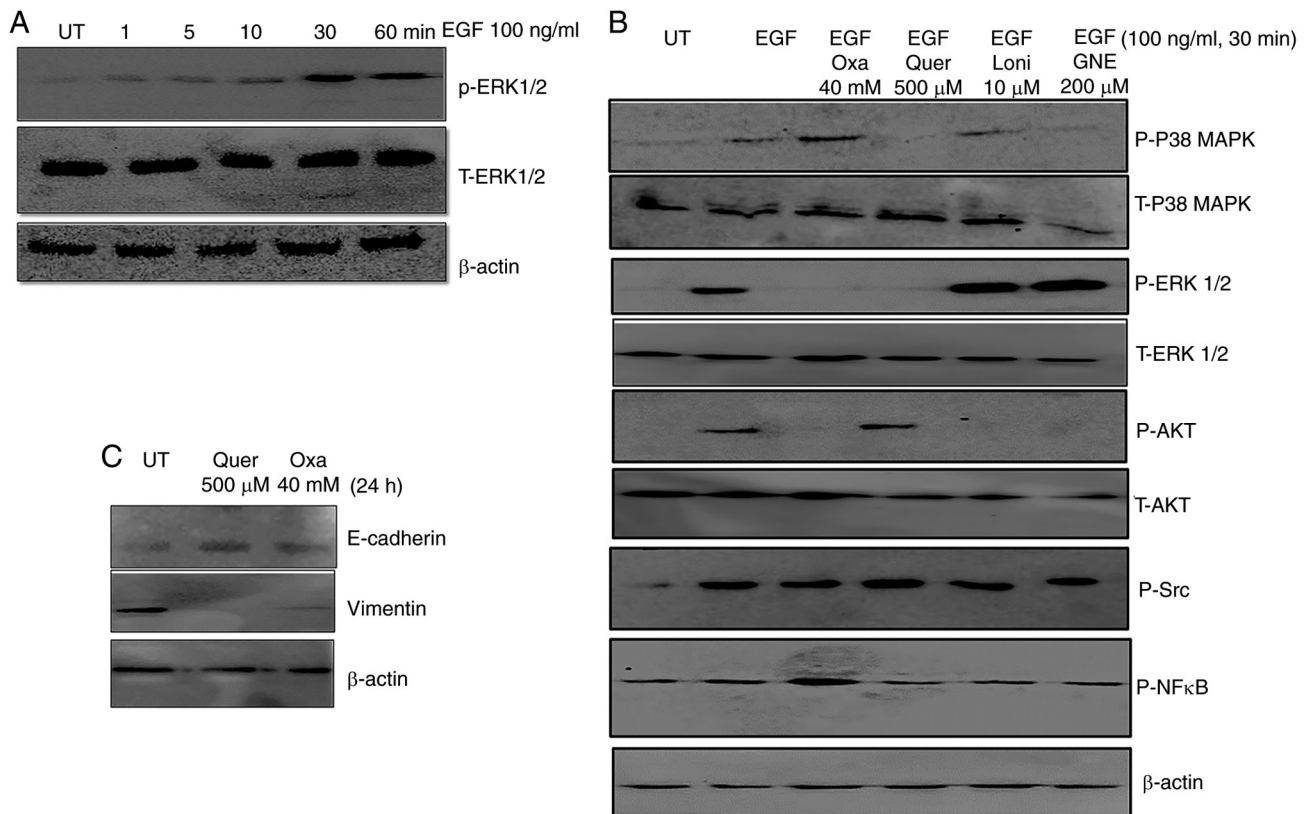 A
UT 1 5 10 30 60 min EGF 100 ng/ml
p-ERK1/2
T-ERK1/2
β-actin
B
UT EGF EGF EGF EGF EGF (100 ng/ml, 30 min)
Oxa Quer Loni GNE
40 mM 500 μM 10 μM 200 μM
P-P38 MAPK
T-P38 MAPK
P-ERK 1/2
T-ERK 1/2
P-AKT
T-AKT
P-Src
P-NFκB
β-actin
C
UT Quer Oxa
500 μM 40 mM (24 h)
E-cadherin
Vimentin
β-actin